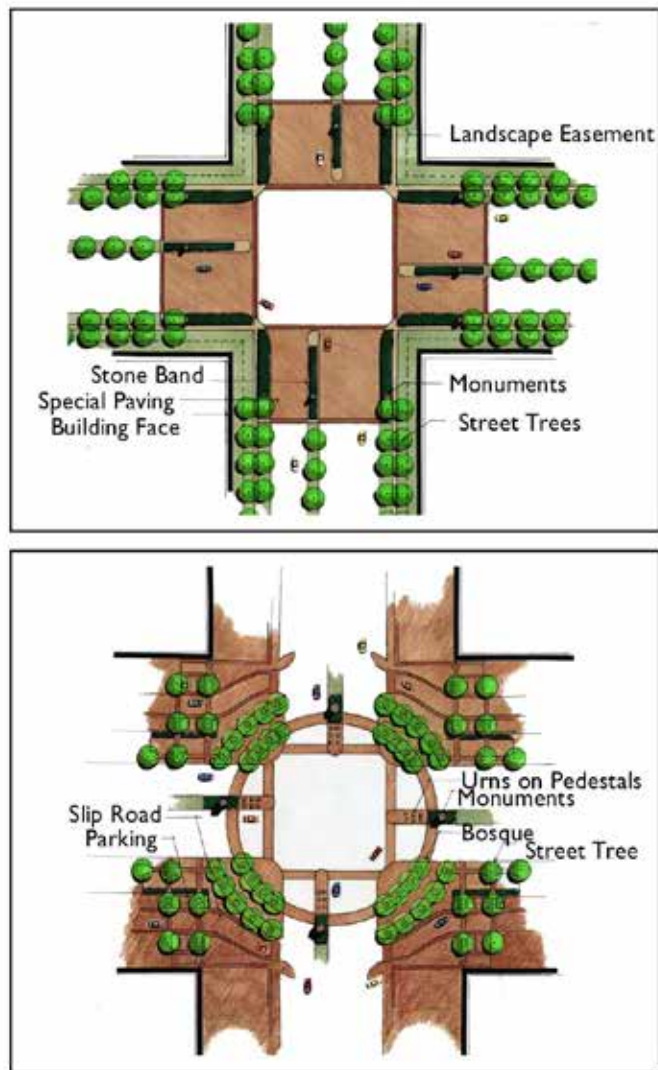 Landscape Easement
Stone Band
Special Paving
Building Face
Monuments
Street Trees
Urns on Pedestals
Monuments
Bosque
Street Tree
Slip Road
Parking